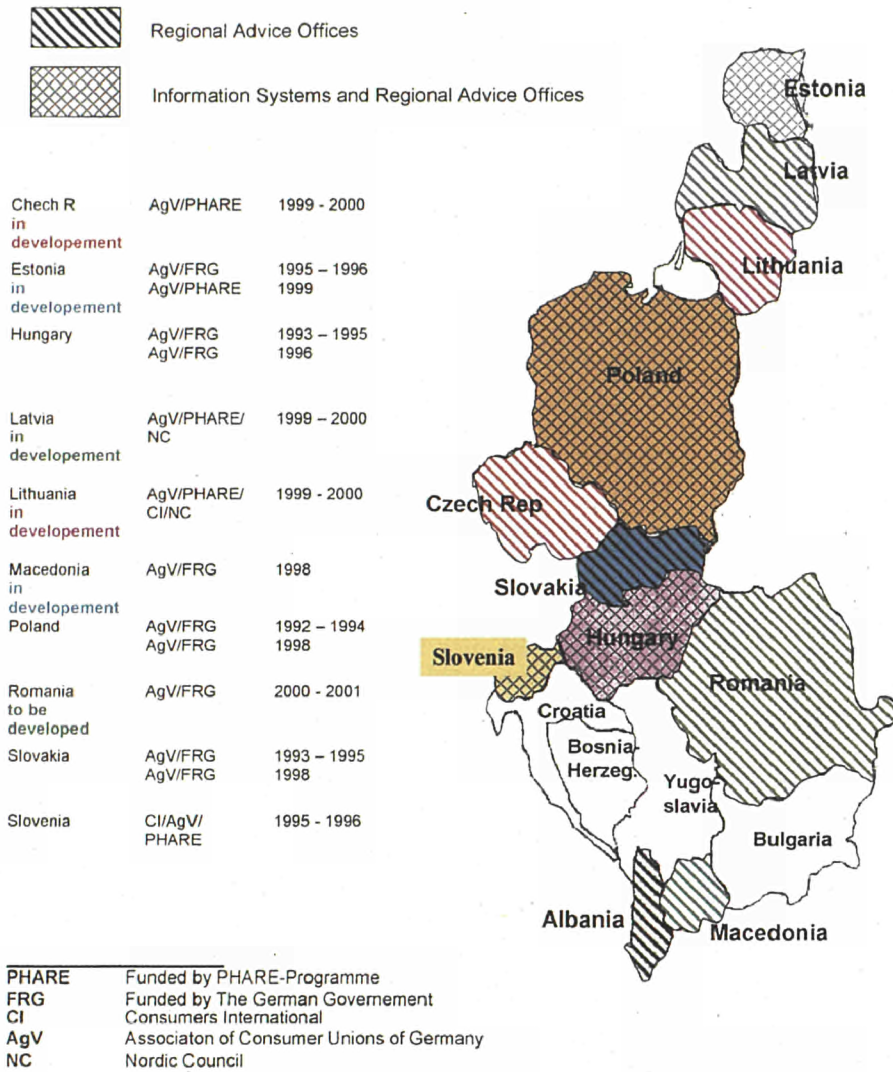 Regional Advice Offices
Information Systems and Regional Advice Offices
Chech R AgV/PHARE 1999 - 2000
in
developement
Estonia AgV/FRG 1995 – 1996
in AgV/PHARE 1999
developement
Hungary AgV/FRG 1993 – 1995
AgV/FRG 1996
Latvia AgV/PHARE/ 1999 – 2000
in NC
developement
Lithuania AgV/PHARE/ 1999 - 2000
in CI/NC
developement
Macedonia AgV/FRG 1998
in
developement
Poland AgV/FRG 1992 – 1994
AgV/FRG 1998
Romania AgV/FRG 2000 - 2001
to be
developed
Slovakia AgV/FRG 1993 – 1995
AgV/FRG 1998
Slovenia CI/AgV/ 1995 - 1996
PHARE
Estonia
Latvia
Lithuania
Poland
Czech Rep
Slovakia
Hungary
Slovenia
Romania
Croatia
Bosnia-
Herzeg.
Yugo-
slavia
Bulgaria
Albania
Macedonia
PHARE Funded by PHARE-Programme
FRG Funded by The German Governement
CI Consumers International
AgV Associaton of Consumer Unions of Germany
NC Nordic Council